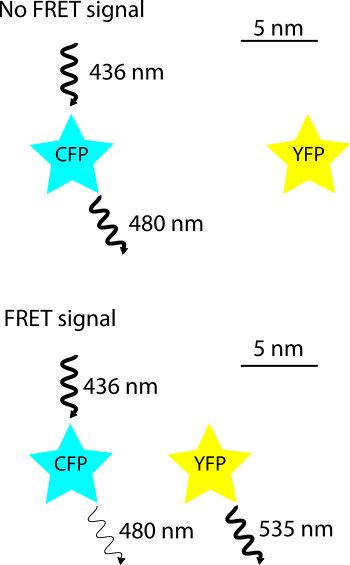 No FRET signal
5 nm
436 nm
CFP
YFP
480 nm
FRET signal
5 nm
436 nm
CFP
YFP
480 nm
535 nm